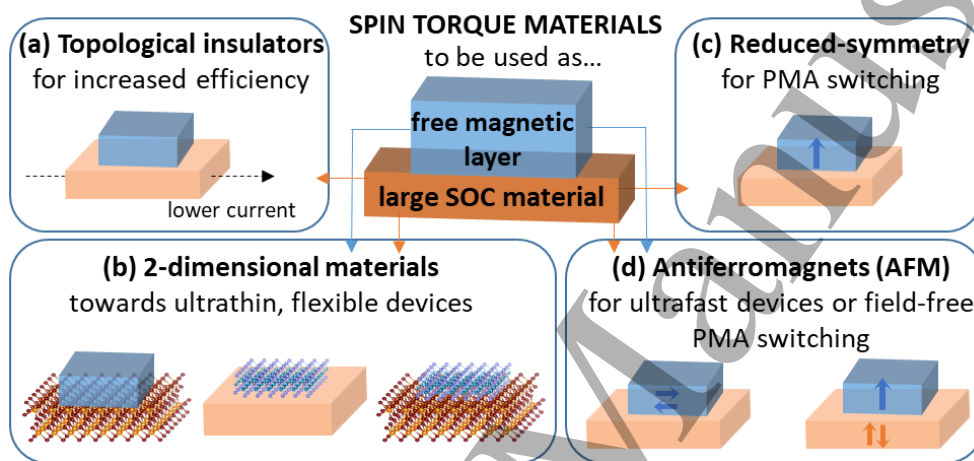 SPIN TORQUE MATERIALS
to be used as...
free magnetic
layer
large SOC material
(a) Topological insulators
for increased efficiency
lower current
(c) Reduced-symmetry
for PMA switching
(b) 2-dimensional materials
towards ultrathin, flexible devices
(d) Antiferromagnets (AFM)
for ultrafast devices or field-free
PMA switching
Manus